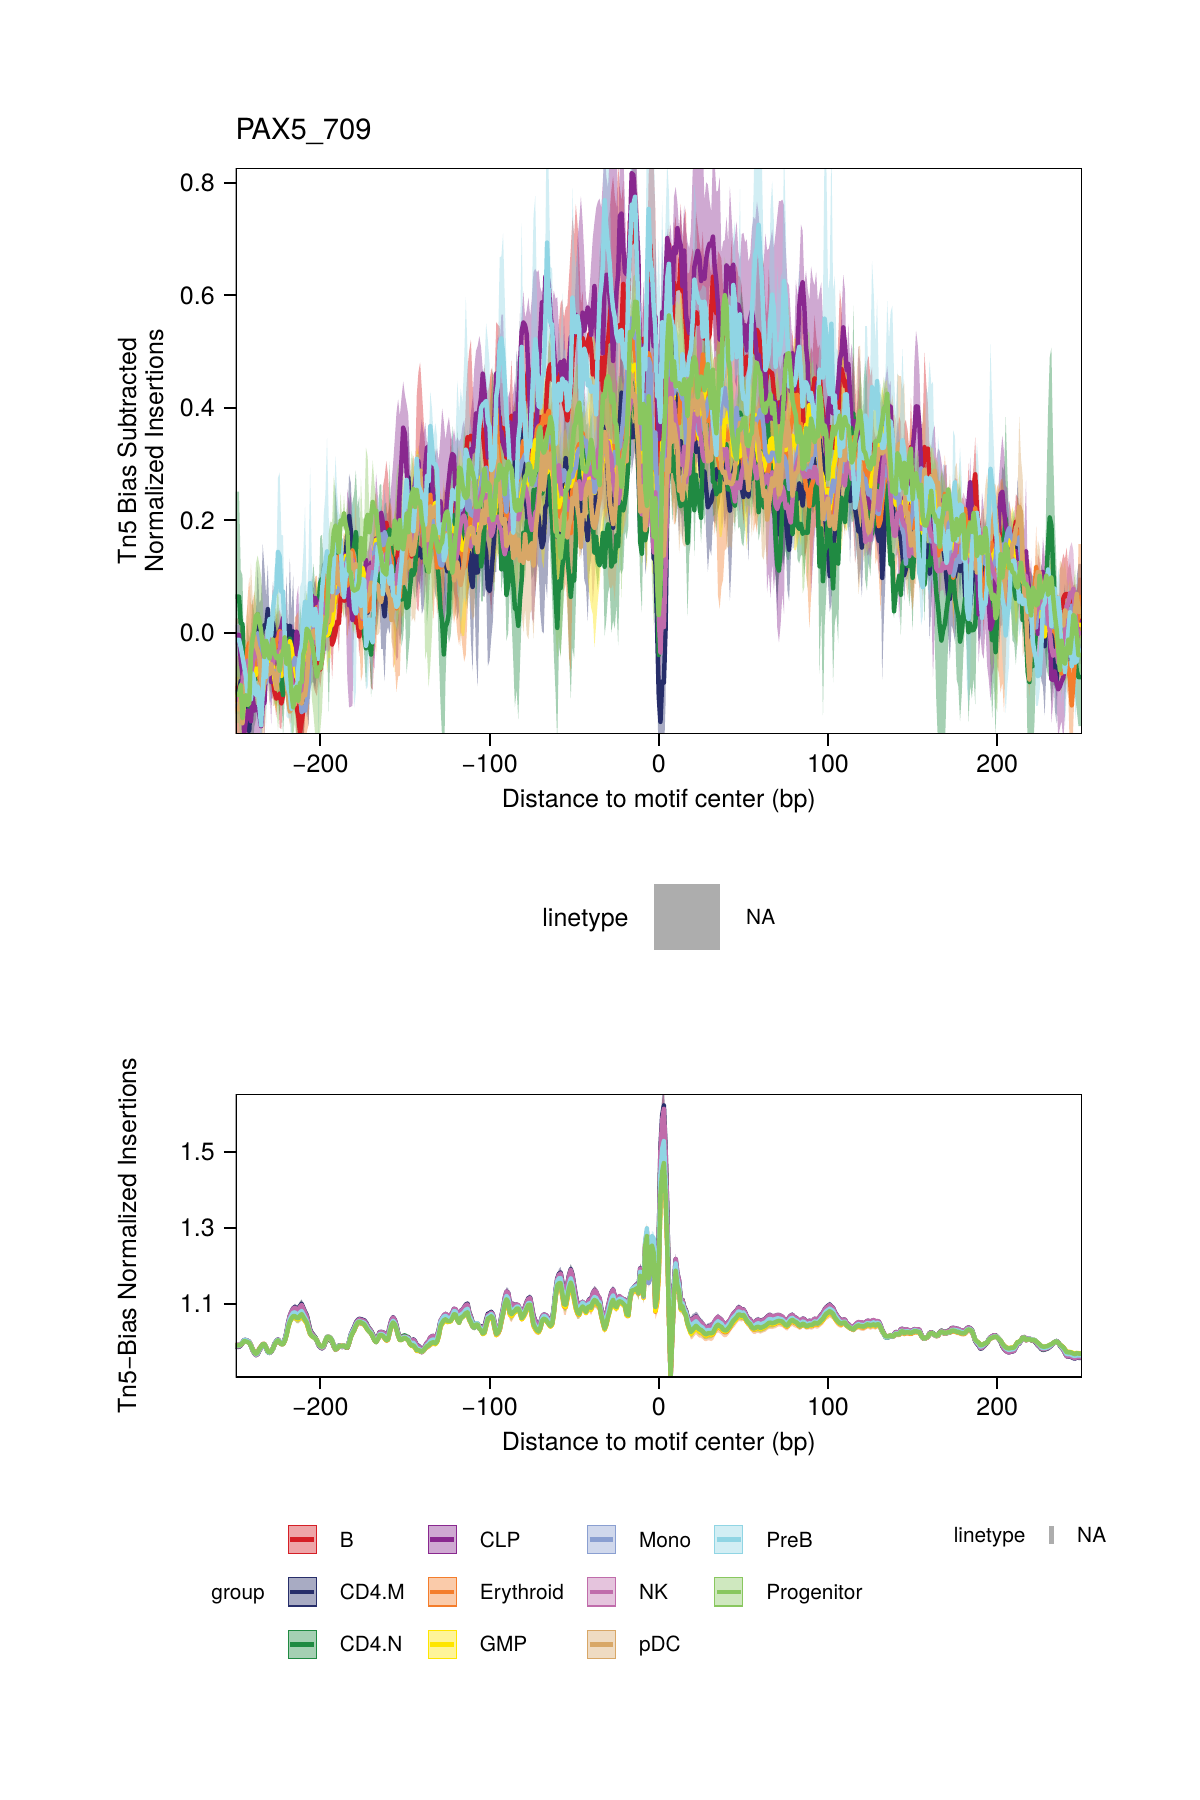 PAX5_709
Tn5 Bias Subtracted
Normalized Insertions
0.8
0.6
0.4
0.2
0.0
−200 −100 0 100 200
Distance to motif center (bp)
linetype NA
Tn5−Bias Normalized Insertions
1.5
1.3
1.1
−200 −100 0 100 200
Distance to motif center (bp)
B CLP Mono PreB linetype NA
group CD4.M Erythroid NK Progenitor
CD4.N GMP pDC